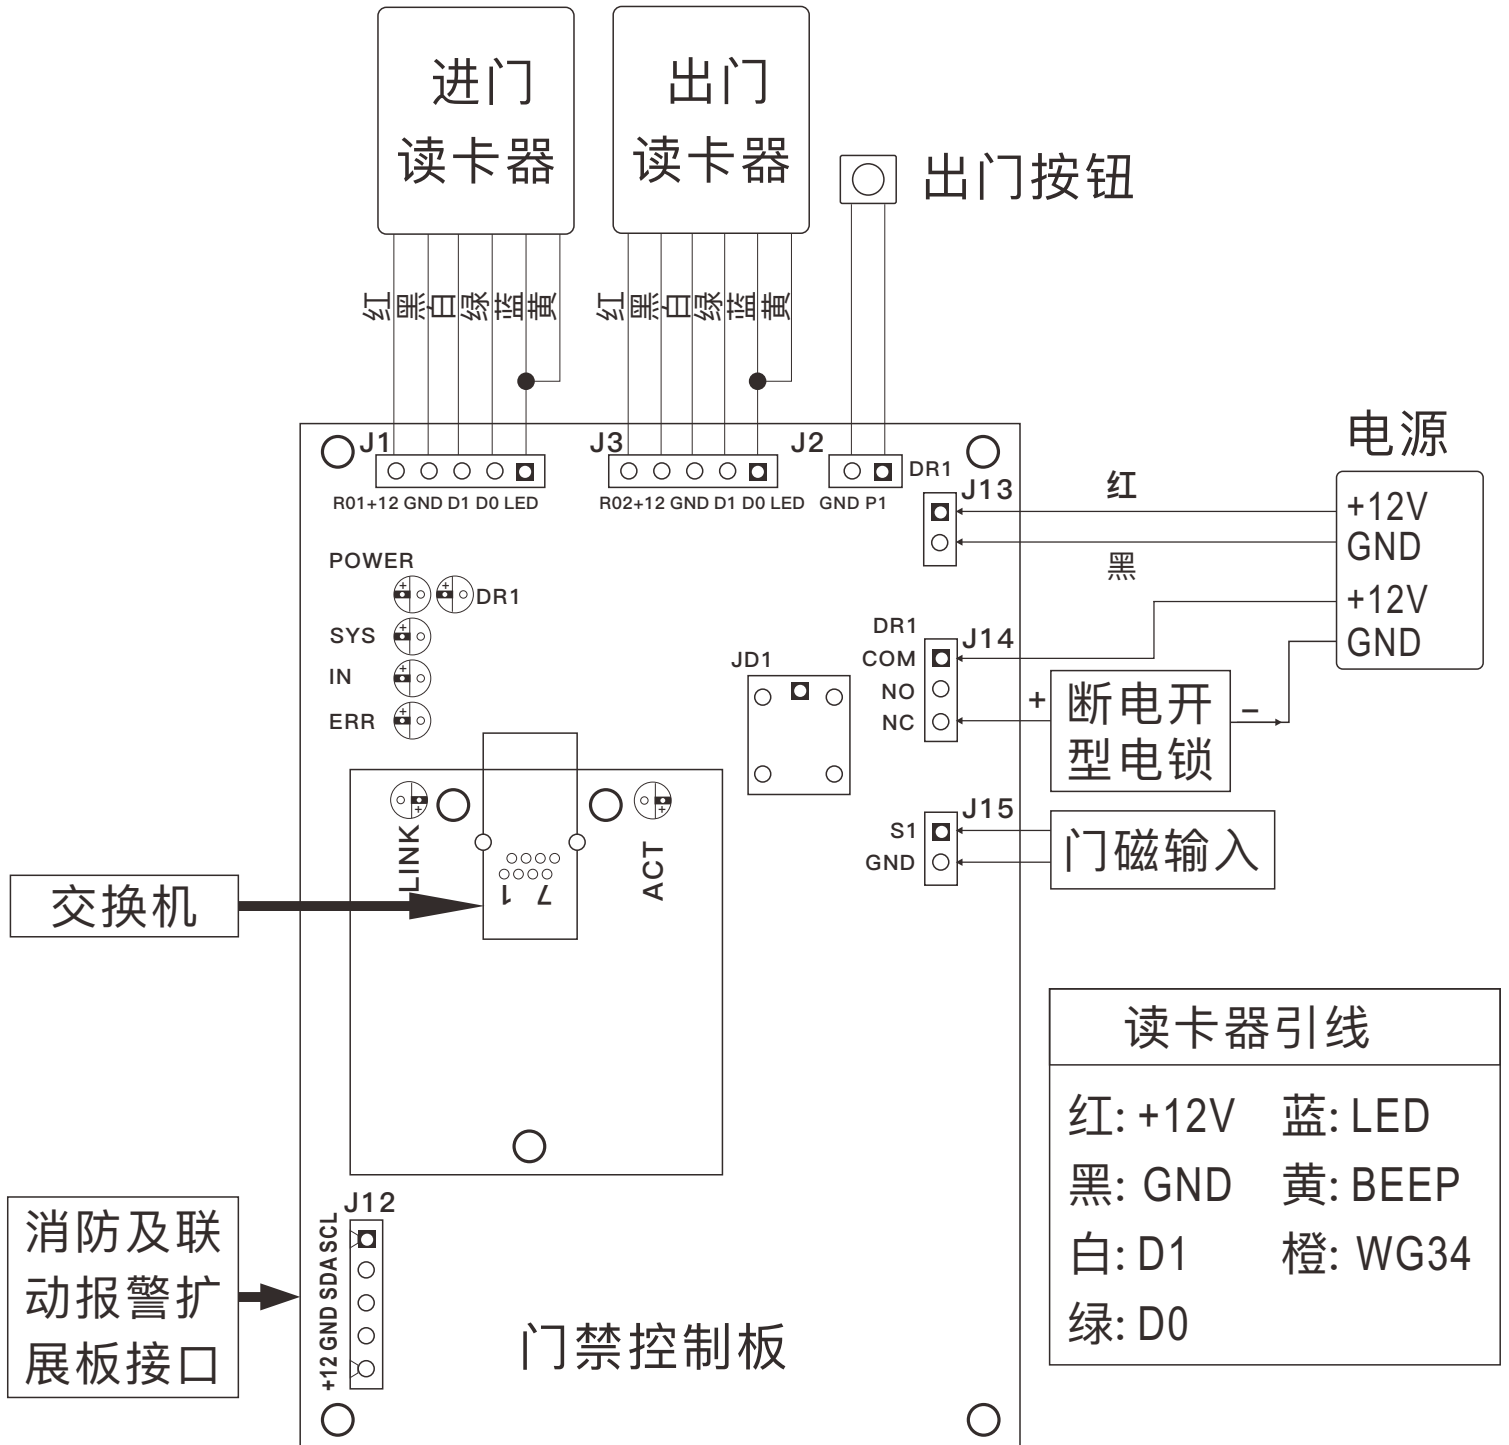 进门
读卡器
出门
读卡器
出门按钮
红 黑 白 绿 蓝 黄
红 黑 白 绿 蓝 黄
电源
J1
J3
J2
DR1
R01+12 GND D1 D0 LED
R02+12 GND D1 D0 LED
GND P1
J13
红
黑
+12V
GND
+12V
GND
POWER
DR1
SYS
IN
ERR
JD1
DR1
J14
COM
NO
NC
+
断电开
型电锁
−
J15
S1
GND
门磁输入
LINK
ACT
1 7
交换机
读卡器引线
红: +12V 蓝: LED
黑: GND 黄: BEEP
白: D1 橙: WG34
绿: D0
J12
+12 GND SDA SCL
消防及联
动报警扩
展板接口
门禁控制板